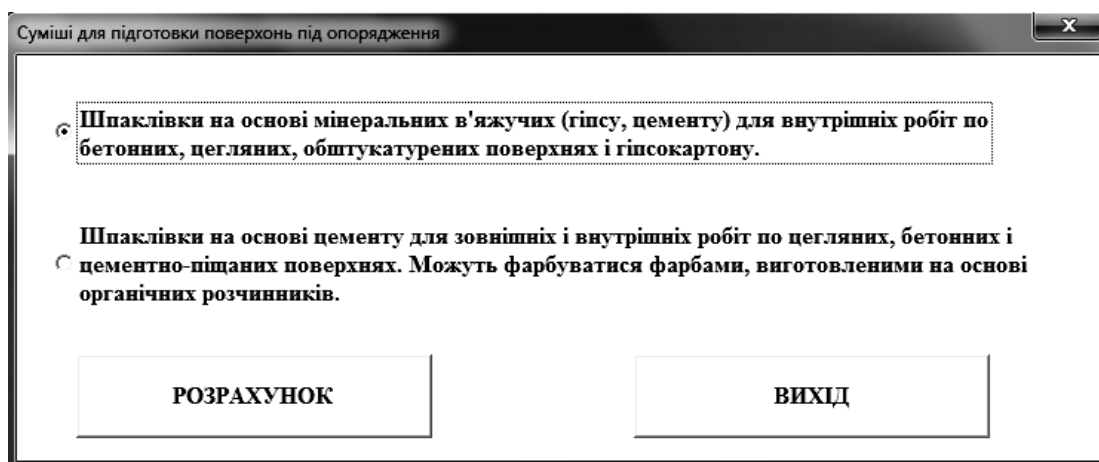 Суміші для підготовки поверхонь під опорядження
x
Шпаклівки на основі мінеральних в'яжучих (гіпсу, цементу) для внутрішніх робіт по
бетонних, цегляних, обштукатурених поверхнях і гіпсокартону.
Шпаклівки на основі цементу для зовнішніх і внутрішніх робіт по цегляних, бетонних і
цементно-піщаних поверхнях. Можуть фарбуватися фарбами, виготовленими на основі
органічних розчинників.
РОЗРАХУНОК
ВИХІД